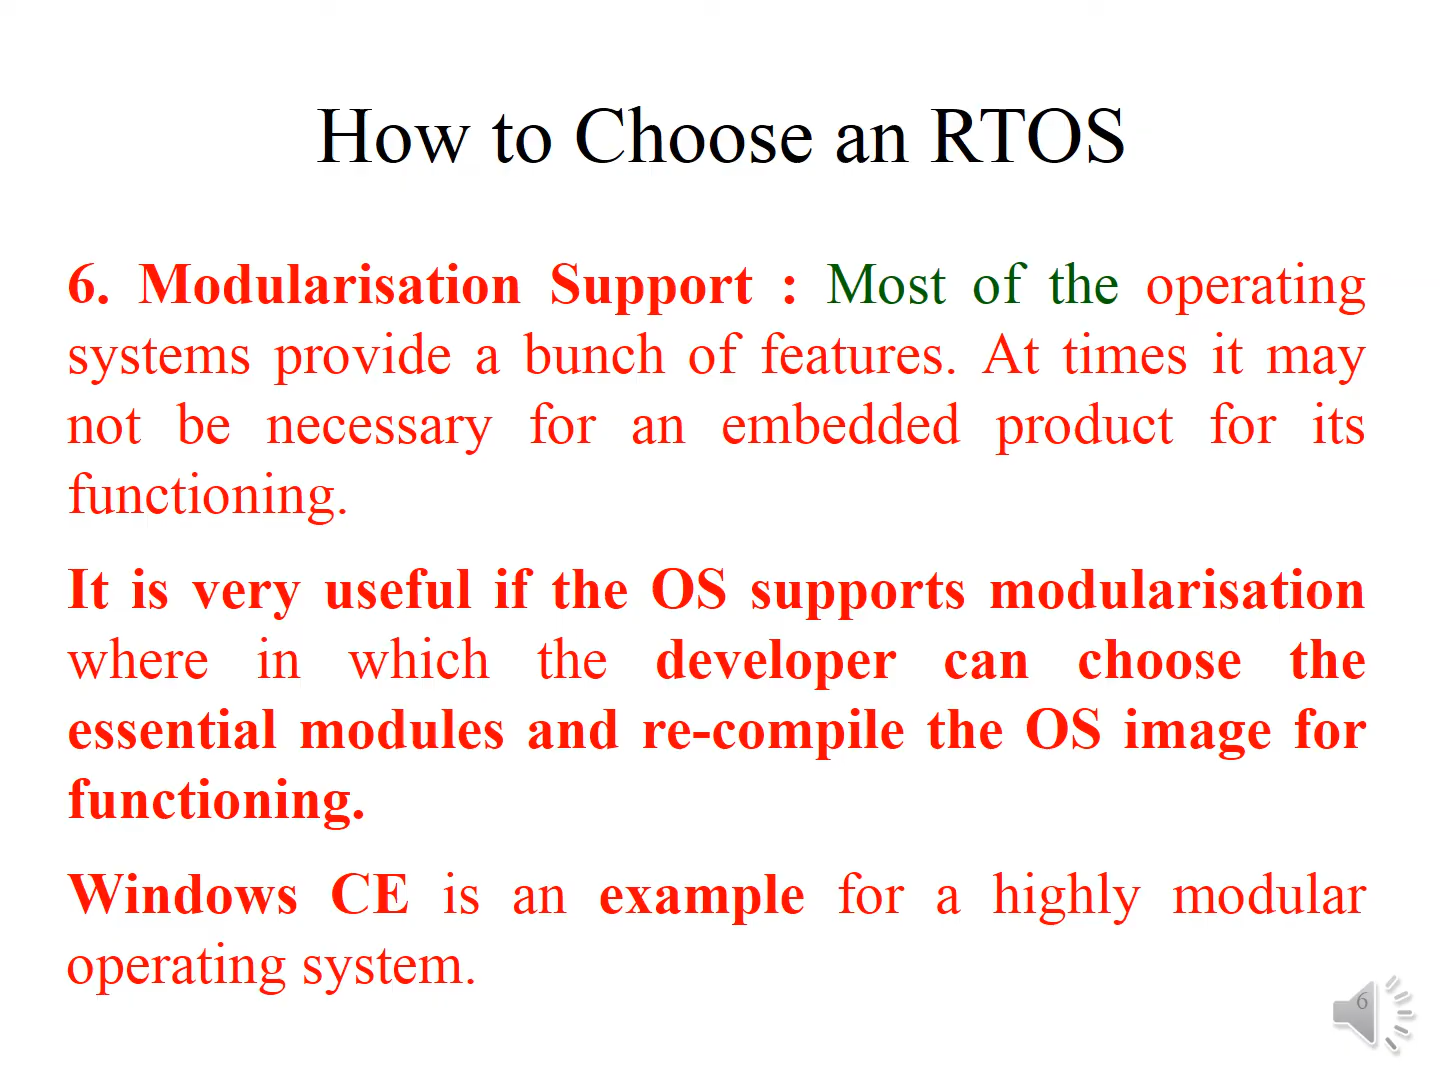 How to Choose an RTOS
6. Modularisation Support : Most of the operating
systems provide a bunch of features. At times it may
not be necessary for an embedded product for its
functioning.
It is very useful if the OS supports modularisation
where in which the developer can choose the
essential modules and re-compile the OS image for
functioning.
Windows CE is an example for a highly modular
operating system.
6